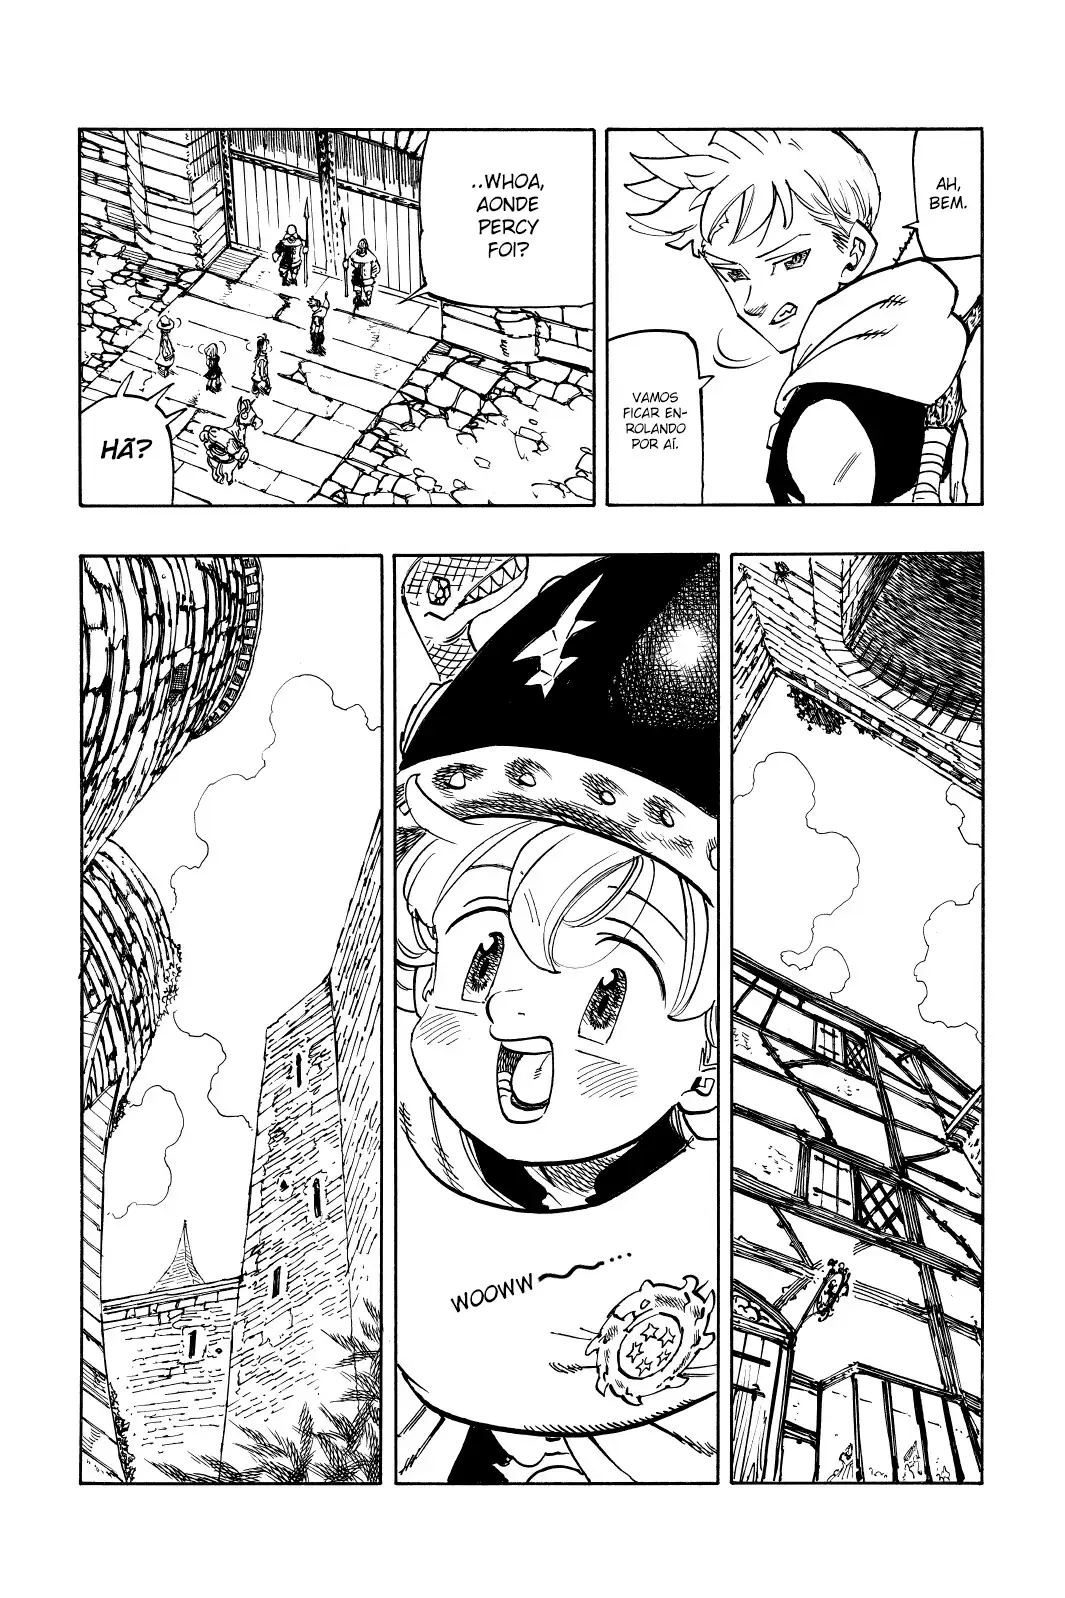 AH,
BEM.
VAMOS
FICAR EN-
ROLANDO
POR AÍ.
..WHOA,
AONDE
PERCY
FOI?
HÃ?
WOOWW~...